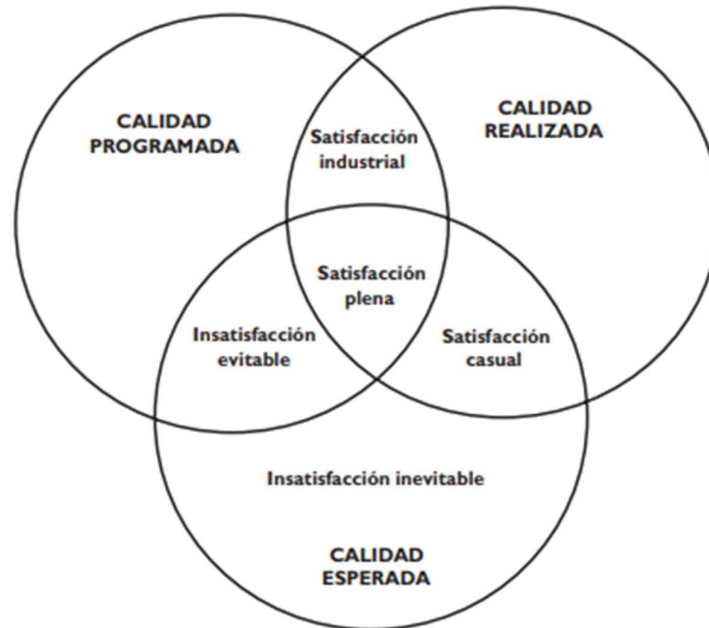 CALIDAD
PROGRAMADA
CALIDAD
REALIZADA
Satisfacción
industrial
Satisfacción
plena
Insatisfacción
evitable
Satisfacción
casual
Insatisfacción inevitable
CALIDAD
ESPERADA